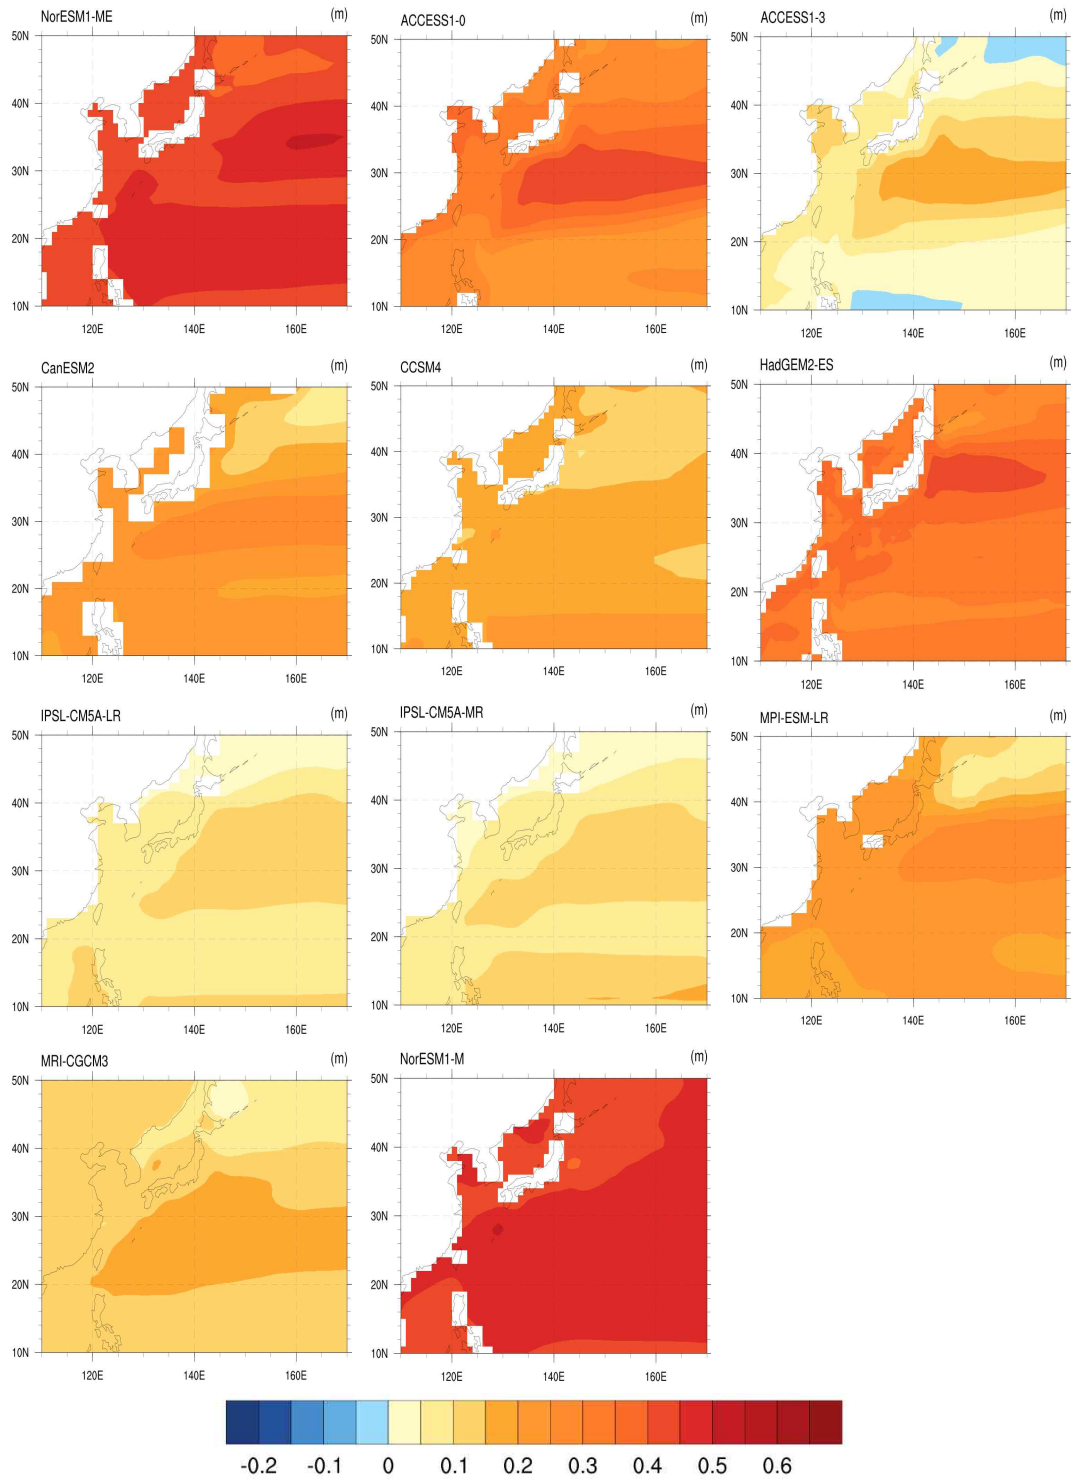 NorESM1-ME (m)
50N
40N
30N
20N
10N
120E 140E 160E
ACCESS1-0 (m)
50N
40N
30N
20N
10N
120E 140E 160E
ACCESS1-3 (m)
50N
40N
30N
20N
10N
120E 140E 160E
CanESM2 (m)
50N
40N
30N
20N
10N
120E 140E 160E
CCSM4 (m)
50N
40N
30N
20N
10N
120E 140E 160E
HadGEM2-ES (m)
50N
40N
30N
20N
10N
120E 140E 160E
IPSL-CM5A-LR (m)
50N
40N
30N
20N
10N
120E 140E 160E
IPSL-CM5A-MR (m)
50N
40N
30N
20N
10N
120E 140E 160E
MPI-ESM-LR (m)
50N
40N
30N
20N
10N
120E 140E 160E
MRI-CGCM3 (m)
50N
40N
30N
20N
10N
120E 140E 160E
NorESM1-M (m)
50N
40N
30N
20N
10N
120E 140E 160E
-0.2 -0.1 0 0.1 0.2 0.3 0.4 0.5 0.6